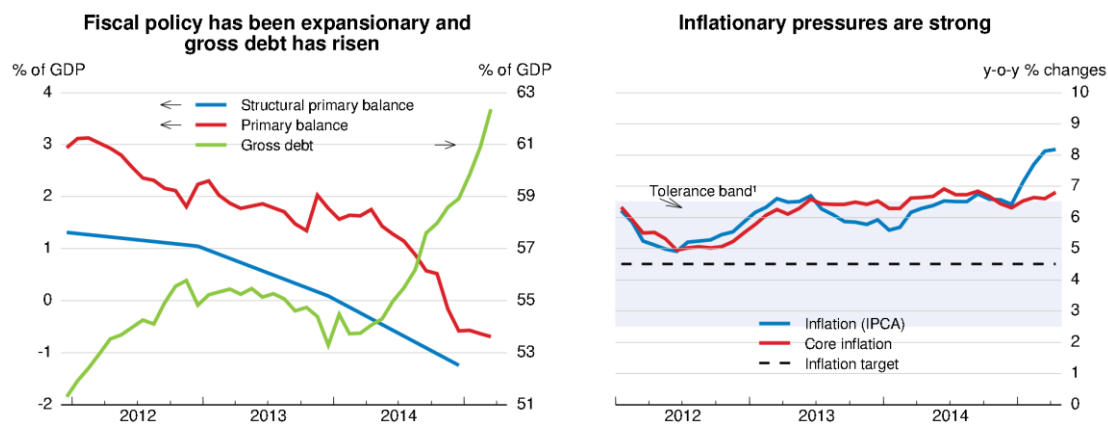 Fiscal policy has been expansionary and
gross debt has risen
% of GDP
% of GDP
4
3
2
1
0
-1
-2
63
61
59
57
55
53
51
Structural primary balance
Primary balance
Gross debt
2012
2013
2014
Inflationary pressures are strong
y-o-y % changes
10
9
8
7
6
5
4
3
2
1
0
Tolerance band¹
Inflation (IPCA)
Core inflation
Inflation target
2012
2013
2014